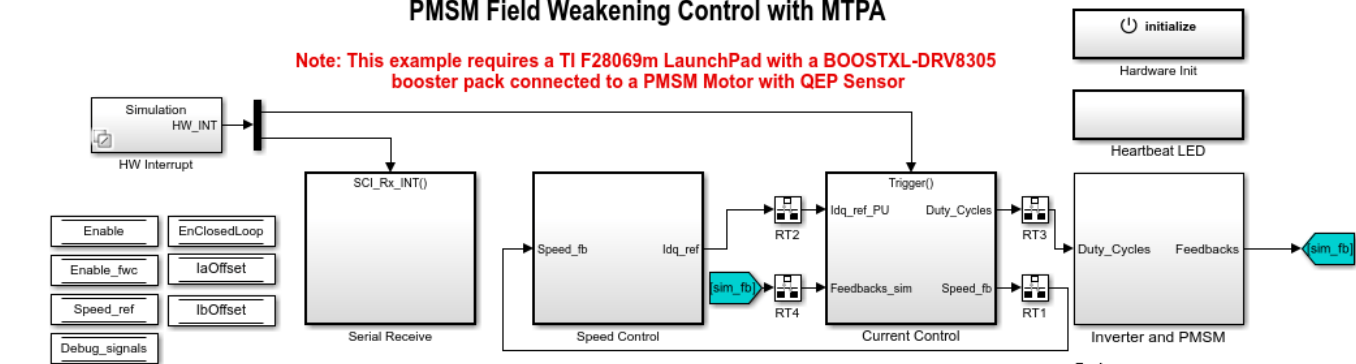 PMSM Field Weakening Control with MTPA
initialize
Hardware Init
Note: This example requires a TI F28069m LaunchPad with a BOOSTXL-DRV8305
booster pack connected to a PMSM Motor with QEP Sensor
Simulation
HW_INT
HW Interrupt
Heartbeat LED
SCI_Rx_INT()
Serial Receive
Enable
EnClosedLoop
Enable_fwc
IaOffset
Speed_ref
IbOffset
Debug_signals
Speed_fb
Idq_ref
Speed Control
RT2
[sim_fb]
RT4
Trigger()
Idq_ref_PU
Duty_Cycles
Feedbacks_sim
Speed_fb
Current Control
RT3
RT1
Duty_Cycles
Feedbacks
Inverter and PMSM
[sim_fb]